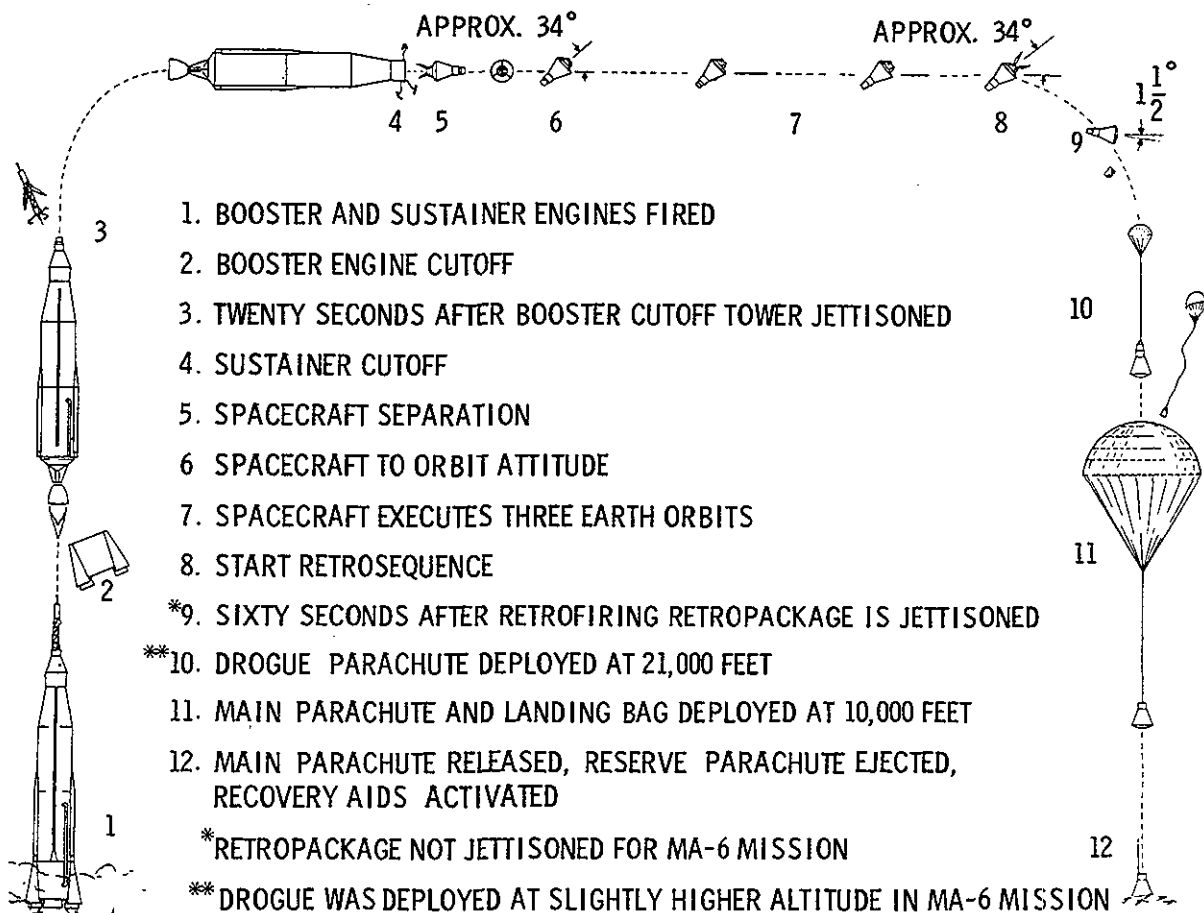 APPROX. 34°
APPROX. 34°
1 1/2°
4
5
6
7
8
9
3
1. BOOSTER AND SUSTAINER ENGINES FIRED
2. BOOSTER ENGINE CUTOFF
3. TWENTY SECONDS AFTER BOOSTER CUTOFF TOWER JETTISONED
10
4. SUSTAINER CUTOFF
5. SPACECRAFT SEPARATION
6 SPACECRAFT TO ORBIT ATTITUDE
7. SPACECRAFT EXECUTES THREE EARTH ORBITS
8. START RETROSEQUENCE
11
2
*9. SIXTY SECONDS AFTER RETROFIRING RETROPACKAGE IS JETTISONED
**10. DROGUE PARACHUTE DEPLOYED AT 21,000 FEET
11. MAIN PARACHUTE AND LANDING BAG DEPLOYED AT 10,000 FEET
12. MAIN PARACHUTE RELEASED, RESERVE PARACHUTE EJECTED,
RECOVERY AIDS ACTIVATED
1
*RETROPACKAGE NOT JETTISONED FOR MA-6 MISSION
12
**DROGUE WAS DEPLOYED AT SLIGHTLY HIGHER ALTITUDE IN MA-6 MISSION